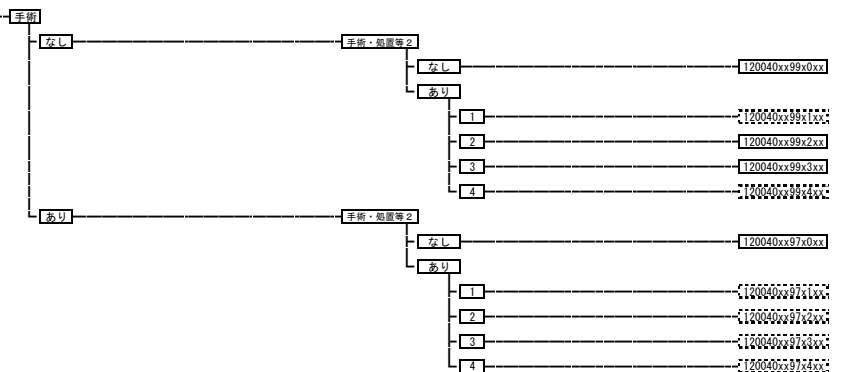 手術
なし 手術・処置等2
なし 120040xx99x0xx
あり
1 120040xx99x1xx
2 120040xx99x2xx
3 120040xx99x3xx
4 120040xx99x4xx
あり 手術・処置等2
なし 120040xx97x0xx
あり
1 120040xx97x1xx
2 120040xx97x2xx
3 120040xx97x3xx
4 120040xx97x4xx